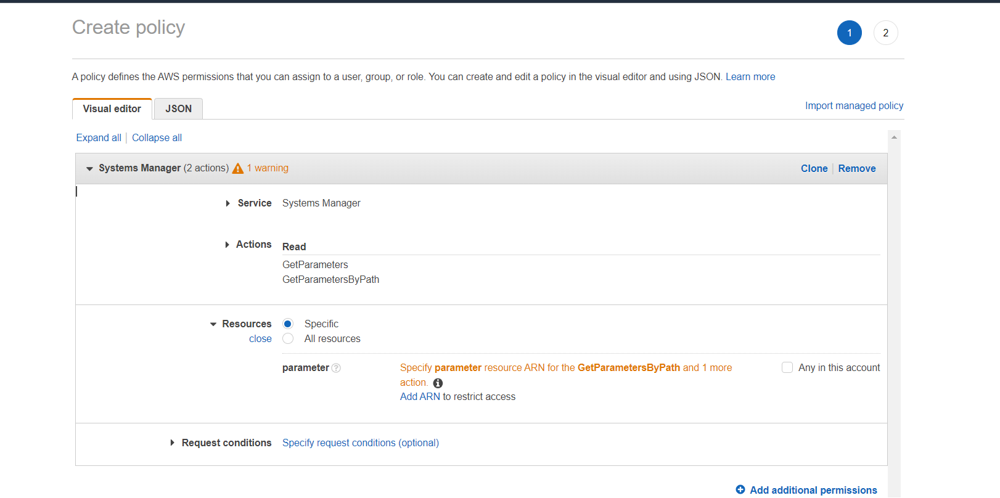 Create policy
1
2
A policy defines the AWS permissions that you can assign to a user, group, or role. You can create and edit a policy in the visual editor and using JSON. Learn more
Visual editor
JSON
Import managed policy
Expand all
Collapse all
Systems Manager (2 actions) 1 warning
Clone
Remove
Service
Systems Manager
Actions
Read
GetParameters
GetParametersByPath
Resources
Specific
close
All resources
parameter ?
Specify parameter resource ARN for the GetParametersByPath and 1 more
action.
Any in this account
Add ARN to restrict access
Request conditions
Specify request conditions (optional)
Add additional permissions